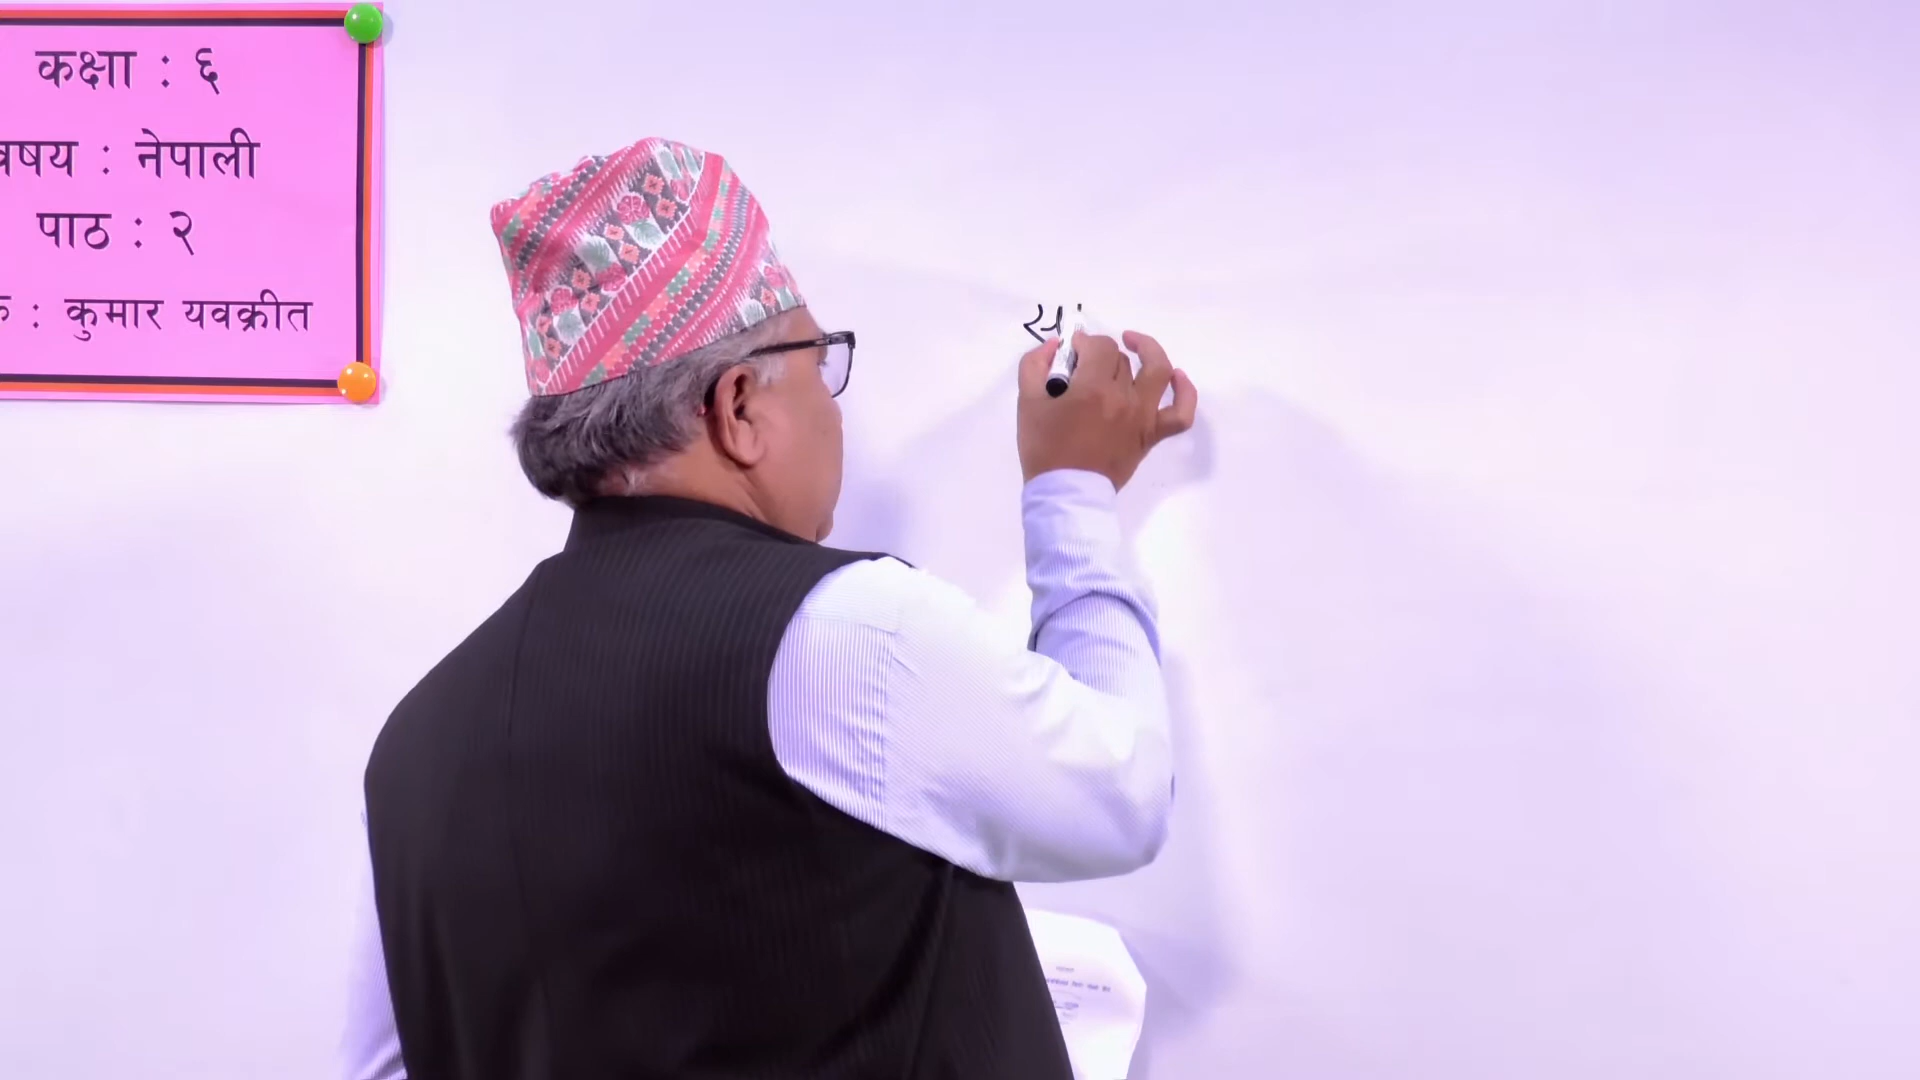 कक्षा : ६
विषय : नेपाली
पाठ : २
: कुमार यवक्रीत